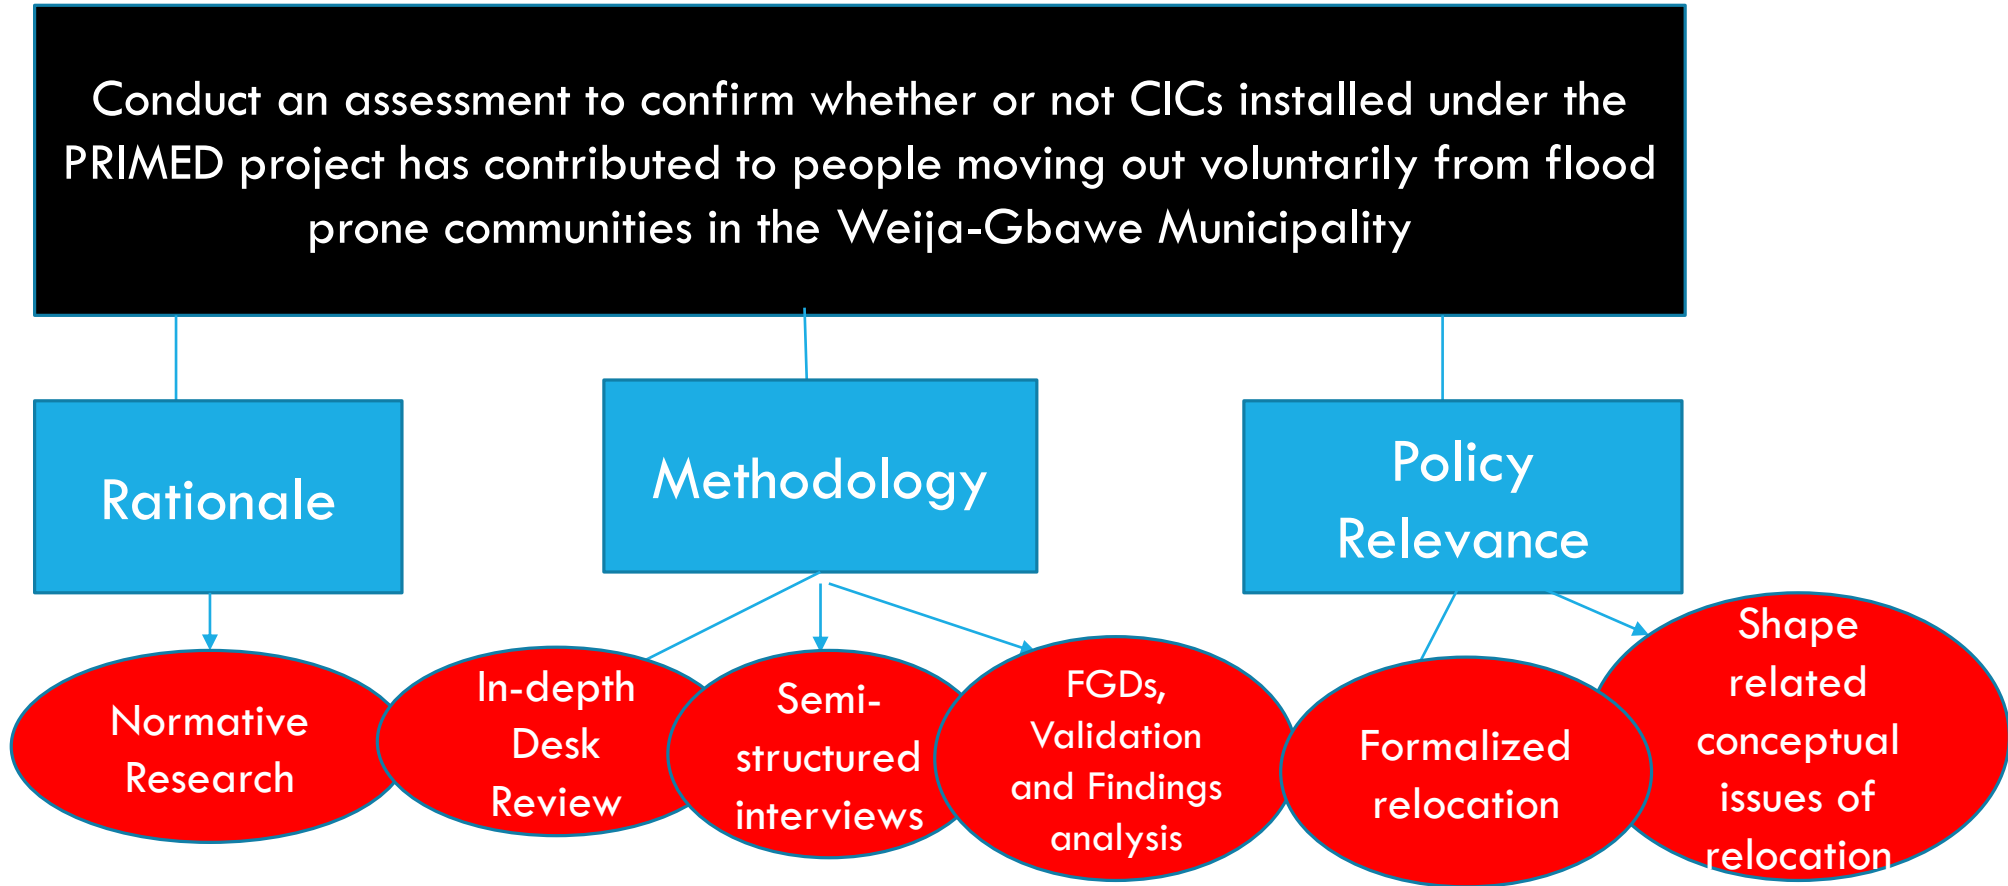 Conduct an assessment to confirm whether or not CICs installed under the
PRIMED project has contributed to people moving out voluntarily from flood
prone communities in the Weija-Gbawe Municipality
Rationale
Methodology
Policy
Relevance
Normative
Research
In-depth
Desk
Review
Semi-
structured
interviews
FGDs,
Validation
and Findings
analysis
Formalized
relocation
Shape
related
conceptual
issues of
relocation